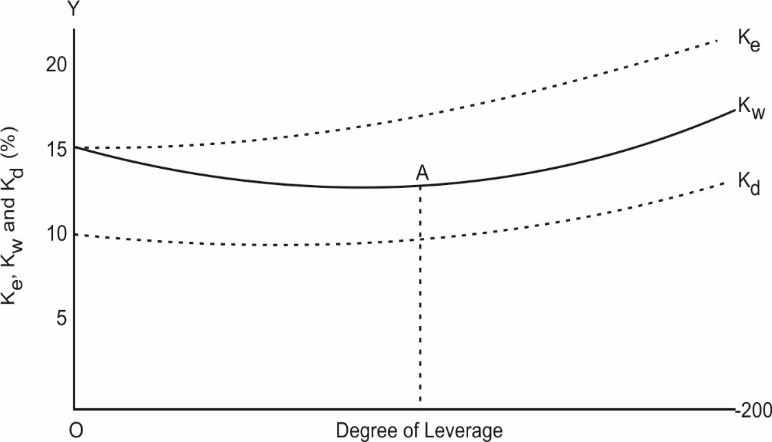 Y
20
15
10
5
Ke, Kw and Kd (%)
Ke
Kw
A
Kd
-200
O
Degree of Leverage